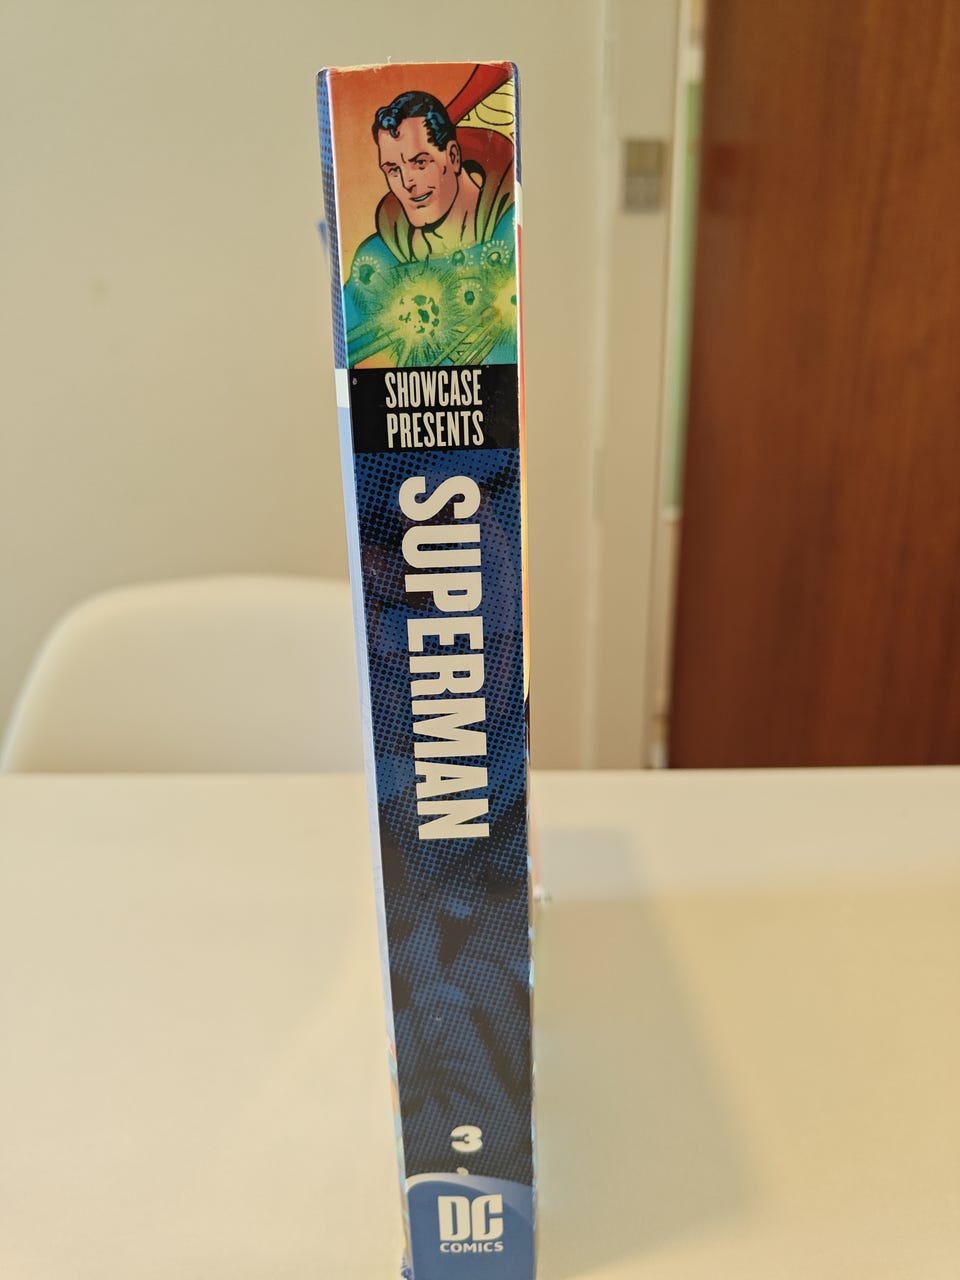 SHOWCASE
PRESENTS
SUPERMAN
3
DC
COMICS